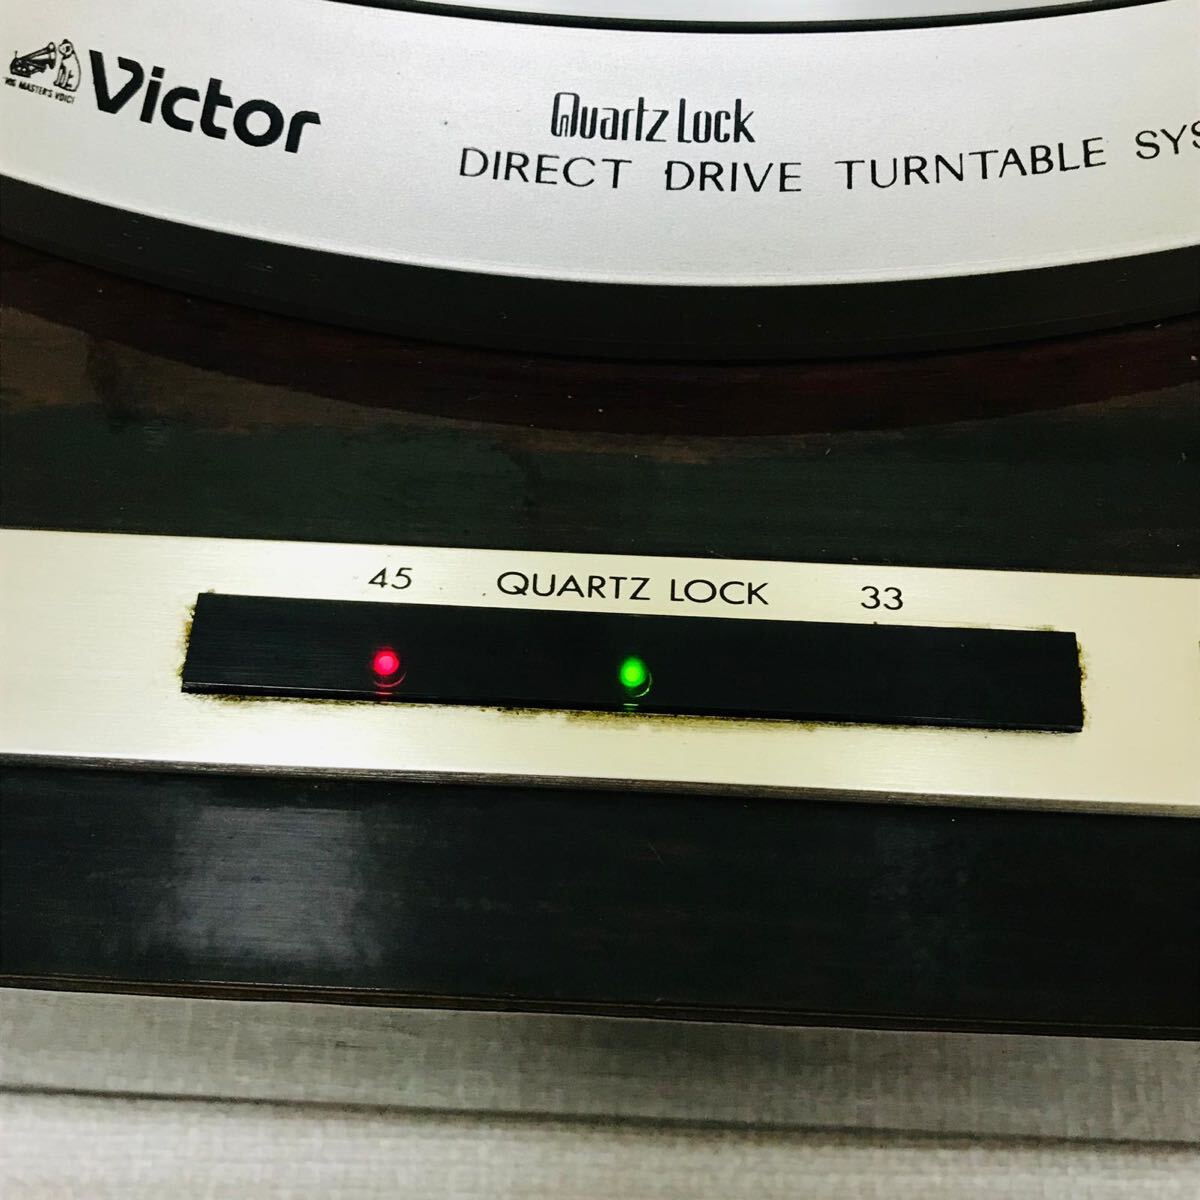 HIS MASTER'S VOICE
Victor
Quartz Lock
DIRECT DRIVE TURNTABLE SYS
45 QUARTZ LOCK 33